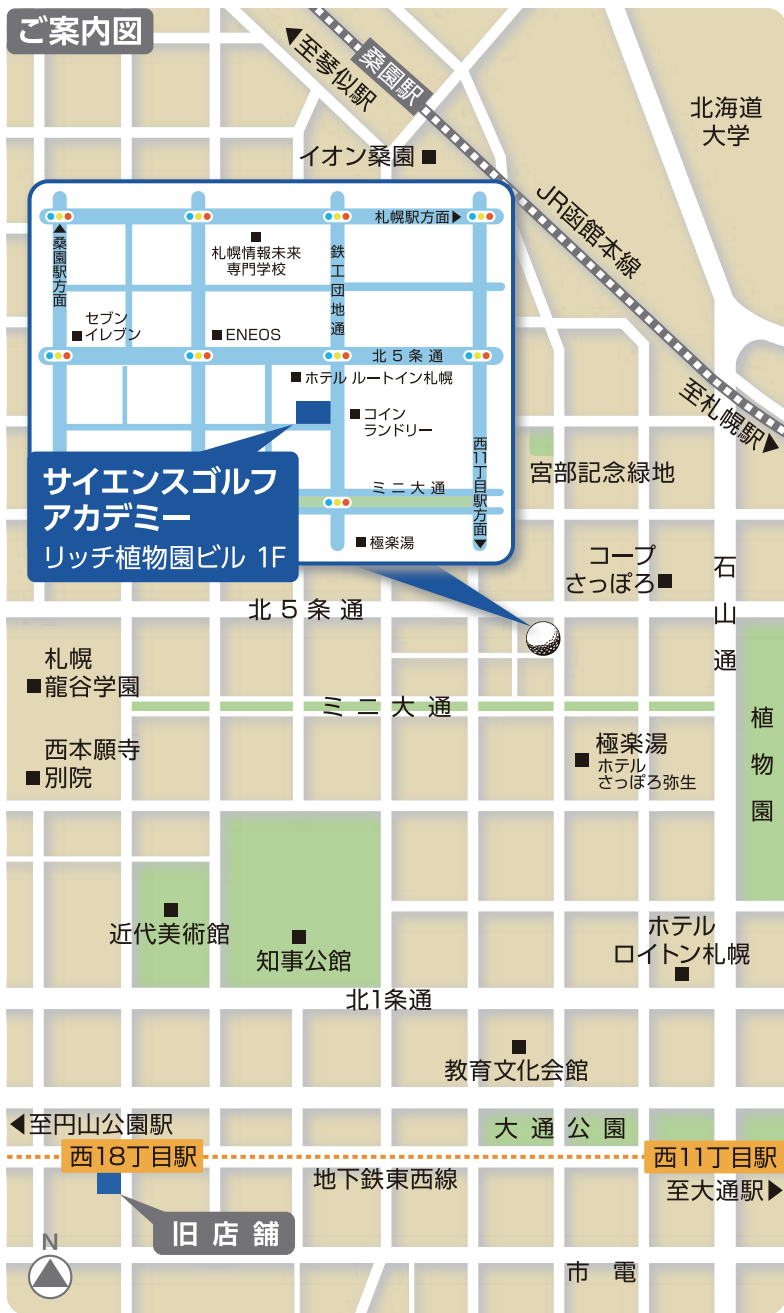 ご案内図
至琴似駅
桑園駅
北海道
大学
イオン桑園
JR函館本線
至札幌駅
札幌駅方面
桑園駅方面
札幌情報未来
専門学校
鉄工団地通
セブン
イレブン
ENEOS
北5条通
ホテル ルートイン札幌
コイン
ランドリー
西11丁目駅方面
ミニ大通
極楽湯
サイエンスゴルフ
アカデミー
リッチ植物園ビル 1F
宮部記念緑地
コープ
さっぽろ
石山通
北5条通
札幌
龍谷学園
ミニ大通
植物園
西本願寺
別院
極楽湯
ホテル
さっぽろ弥生
近代美術館
知事公館
ホテル
ロイトン札幌
北1条通
教育文化会館
至円山公園駅
大通公園
西18丁目駅
西11丁目駅
地下鉄東西線
至大通駅
旧店舗
N
市電